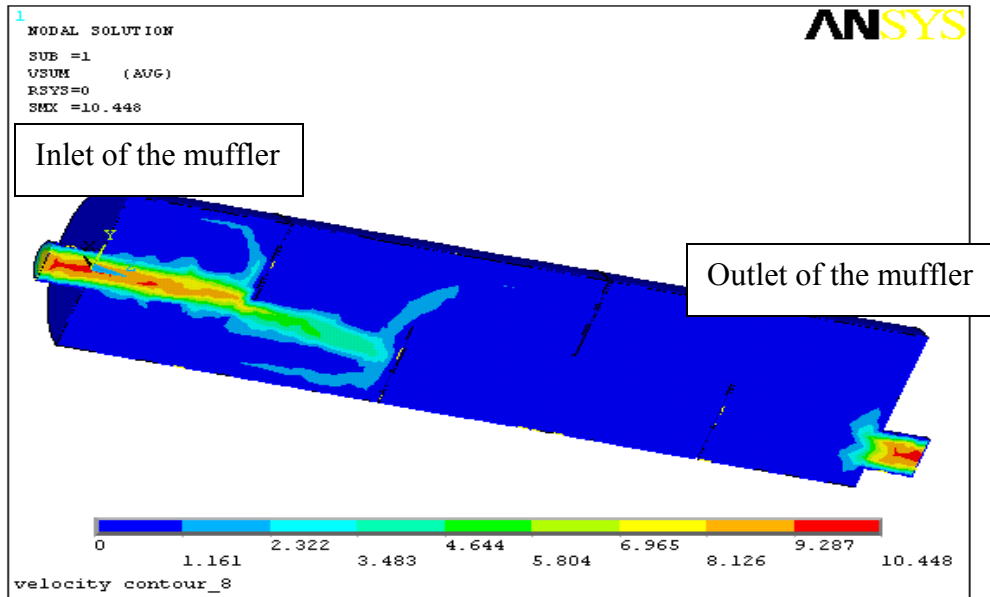 1
NODAL SOLUTION
ANSYS
SUB =1
VSUM (AVG)
RSYS=0
SMX =10.448
Inlet of the muffler
Y
Z
Outlet of the muffler
0 2.322 4.644 6.965 9.287
1.161 3.483 5.804 8.126 10.448
velocity contour_8